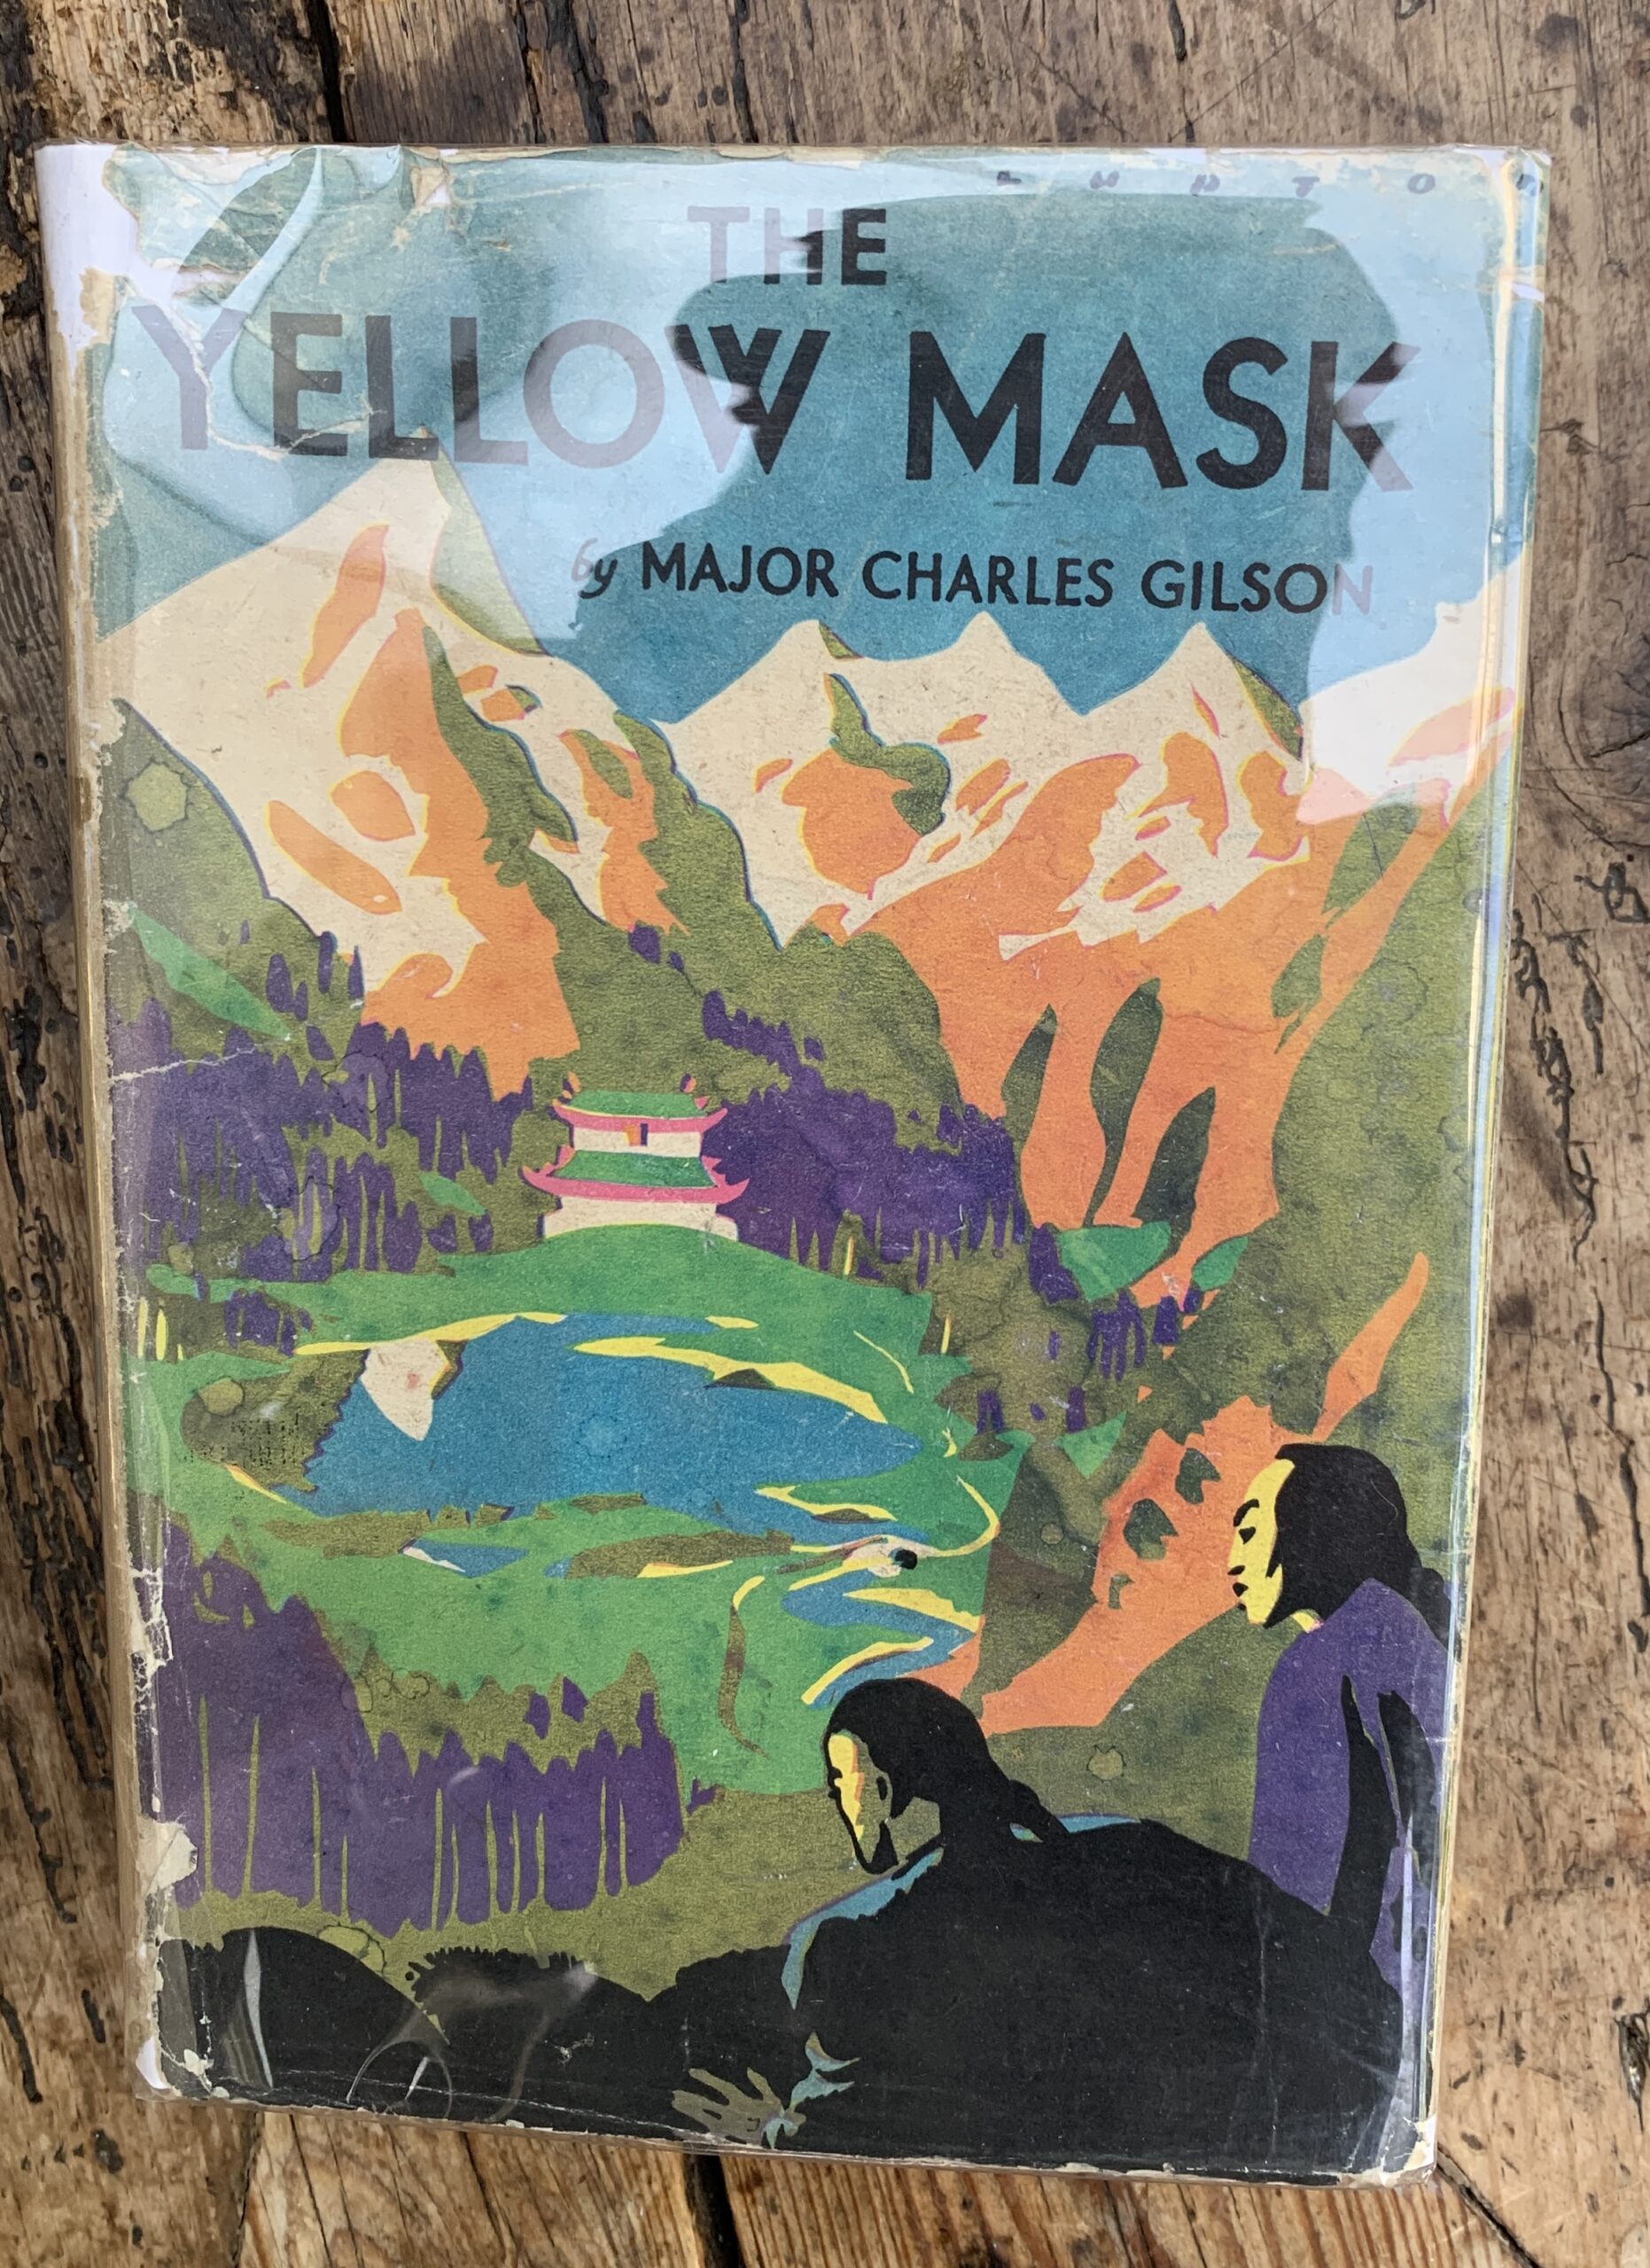 THE
YELLOW MASK
by MAJOR CHARLES GILSON